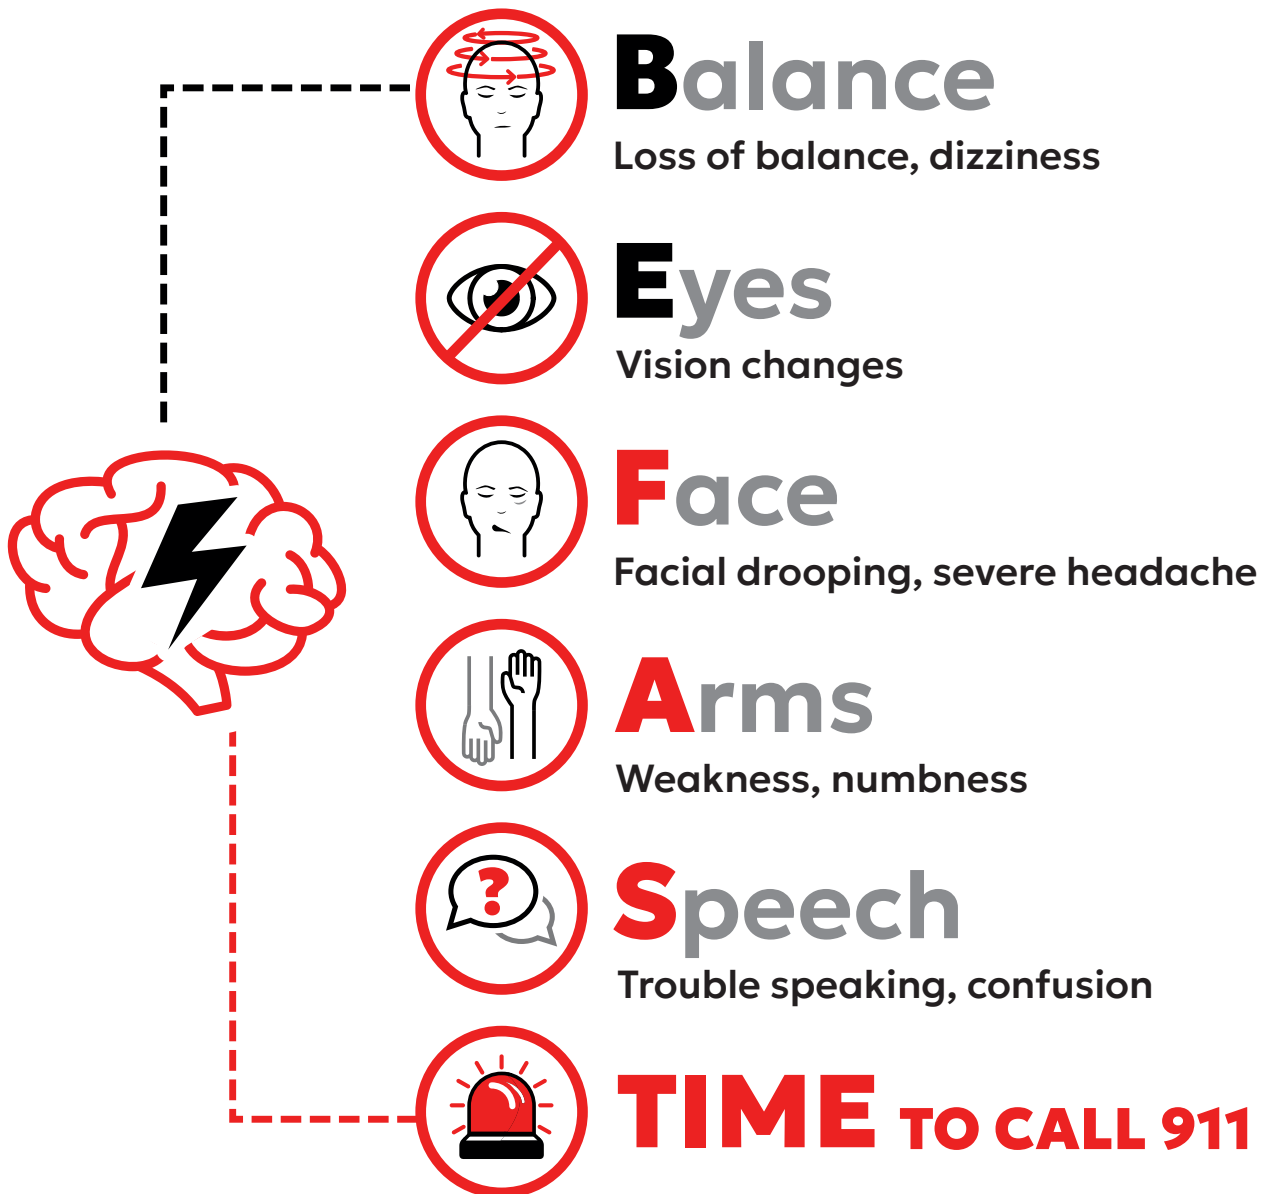 Balance
Loss of balance, dizziness
Eyes
Vision changes
Face
Facial drooping, severe headache
Arms
Weakness, numbness
?
Speech
Trouble speaking, confusion
TIME TO CALL 911